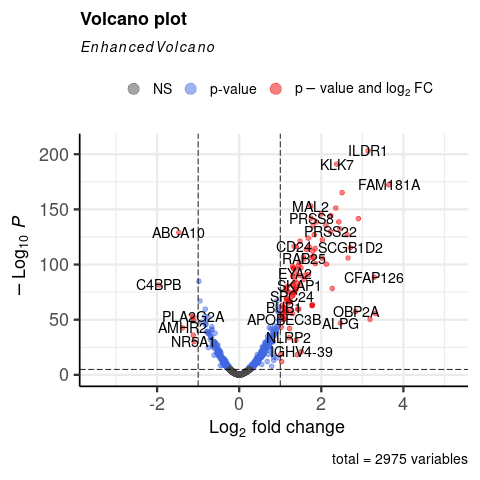 Volcano plot
EnhancedVolcano
NS p-value p − value and log2 FC
ILDR1
KLK7
FAM181A
MAL2
PRSS8
ABCA10
PRSS22
CD24 SCGB1D2
RAB25
EYA2
CFAP126
C4BPB
SKAP1
SPC24
BUB1
OBP2A
PLA2G2A
APOBEC3B
ALPG
AMHR2
NLRP2
NR5A1
IGHV4-39
− Log10 P
200
150
100
50
0
-2 0 2 4
Log2 fold change
total = 2975 variables